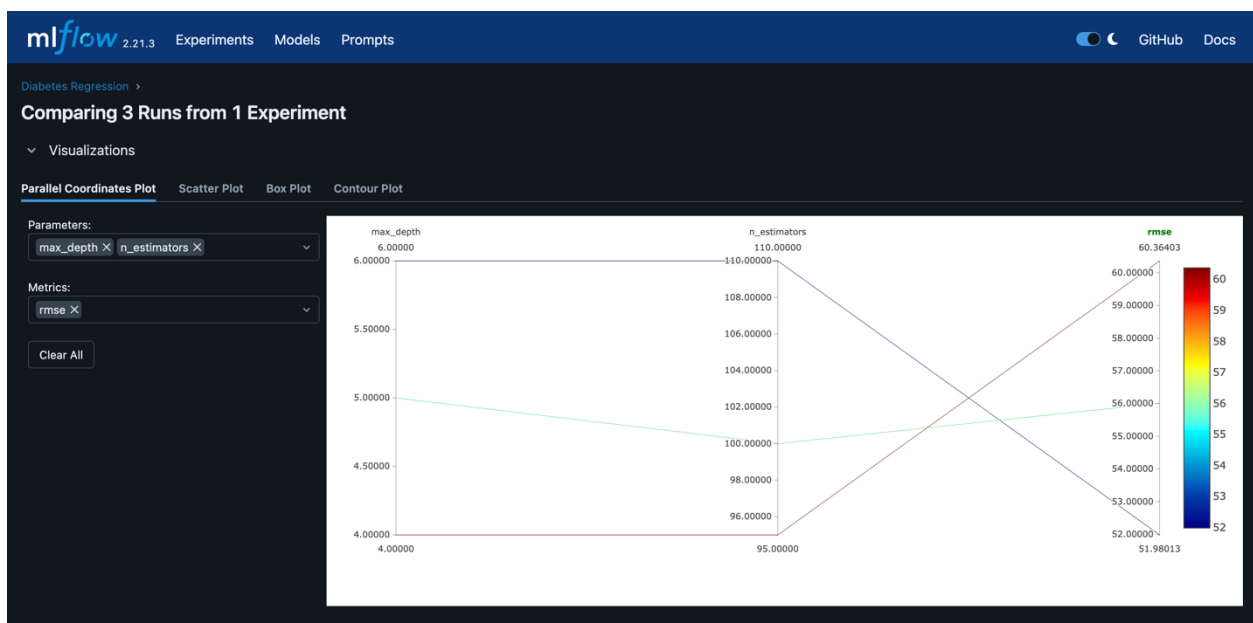 mlflow 2.21.3 Experiments Models Prompts GitHub Docs
Diabetes Regression ›
Comparing 3 Runs from 1 Experiment
Visualizations
Parallel Coordinates Plot Scatter Plot Box Plot Contour Plot
Parameters:
max_depth × n_estimators ×
Metrics:
rmse ×
Clear All
max_depth
6.00000
6.00000
5.50000
5.00000
4.50000
4.00000
4.00000
n_estimators
110.00000
110.00000
108.00000
106.00000
104.00000
102.00000
100.00000
98.00000
96.00000
95.00000
rmse
60.36403
60.00000
59.00000
58.00000
57.00000
56.00000
55.00000
54.00000
53.00000
52.00000
51.98013
60
59
58
57
56
55
54
53
52